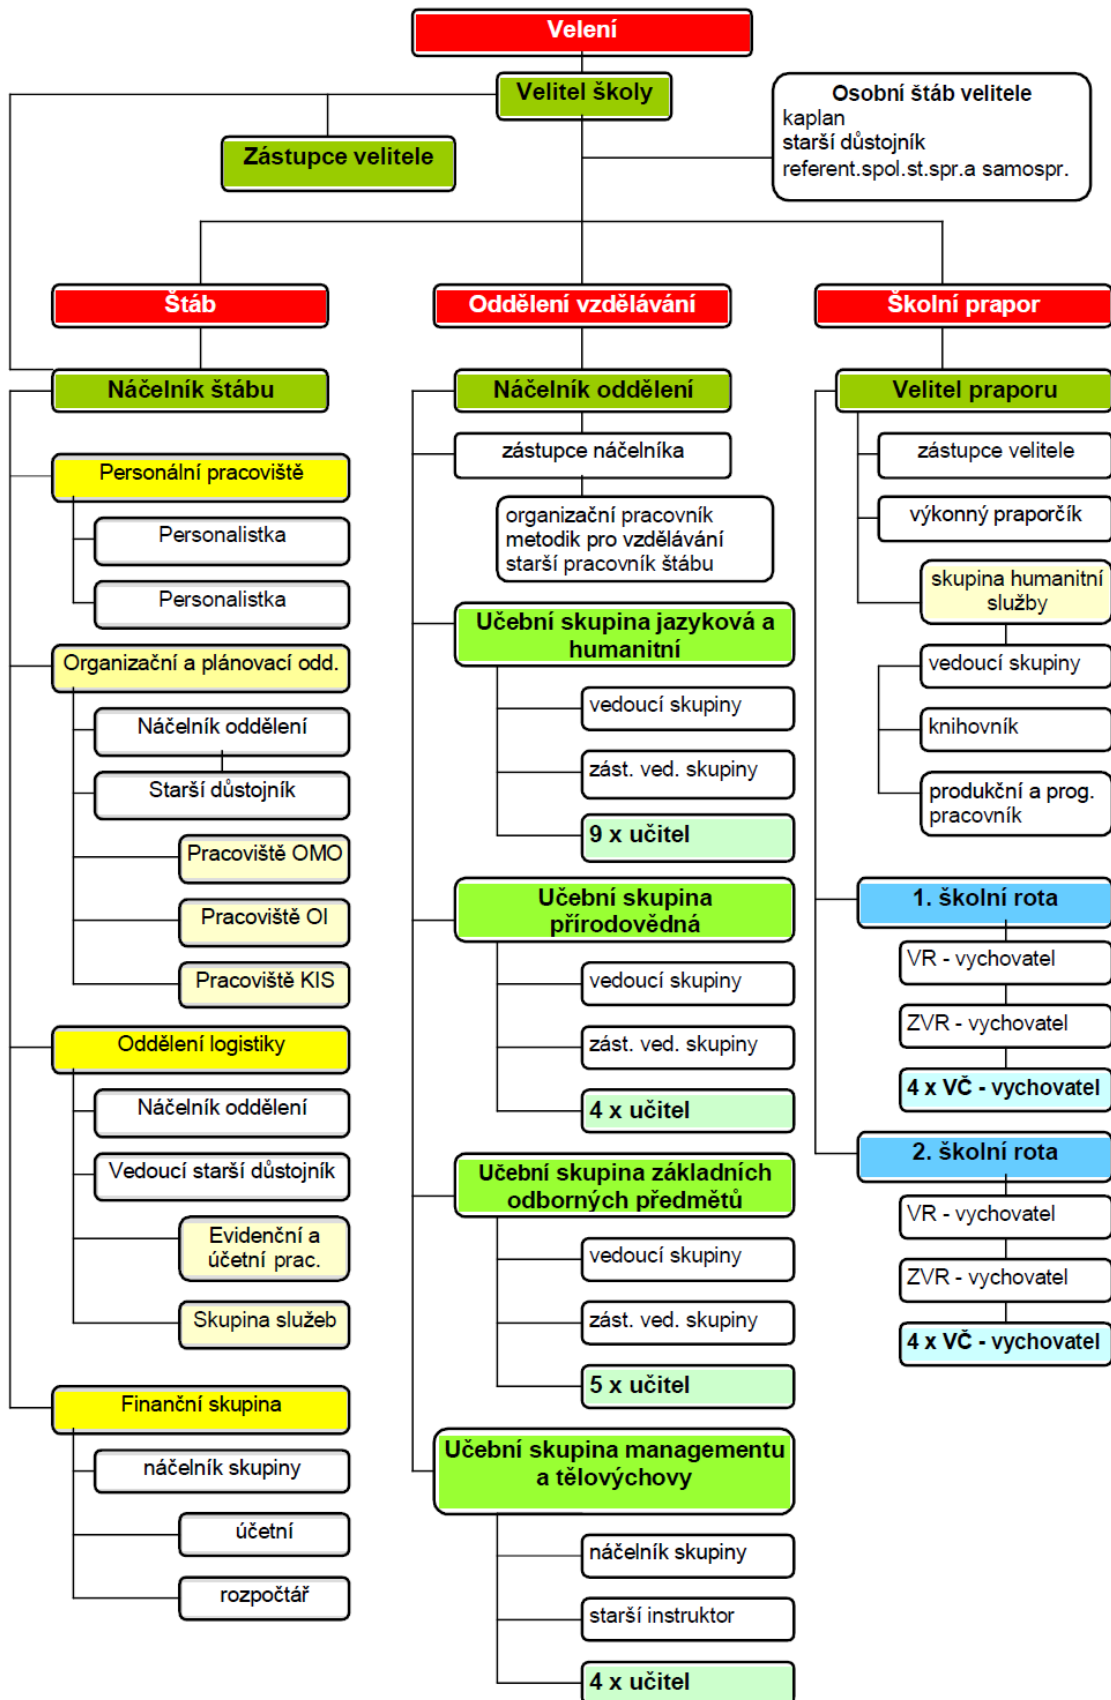 Velení
Velitel školy
Zástupce velitele
Osobní štáb velitele
kaplan
starší důstojník
referent.spol.st.spr.a samospr.
Štáb
Náčelník štábu
Personální pracoviště
Personalistka
Personalistka
Organizační a plánovací odd.
Náčelník oddělení
Starší důstojník
Pracoviště OMO
Pracoviště OI
Pracoviště KIS
Oddělení logistiky
Náčelník oddělení
Vedoucí starší důstojník
Evidenční a
účetní prac.
Skupina služeb
Finanční skupina
náčelník skupiny
účetní
rozpočtář
Oddělení vzdělávání
Náčelník oddělení
zástupce náčelníka
organizační pracovník
metodik pro vzdělávání
starší pracovník štábu
Učební skupina jazyková a
humanitní
vedoucí skupiny
zást. ved. skupiny
9 x učitel
Učební skupina
přírodovědná
vedoucí skupiny
zást. ved. skupiny
4 x učitel
Učební skupina základních
odborných předmětů
vedoucí skupiny
zást. ved. skupiny
5 x učitel
Učební skupina managementu
a tělovýchovy
náčelník skupiny
starší instruktor
4 x učitel
Školní prapor
Velitel praporu
zástupce velitele
výkonný praporčík
skupina humanitní
služby
vedoucí skupiny
knihovník
produkční a prog.
pracovník
1. školní rota
VR - vychovatel
ZVR - vychovatel
4 x VČ - vychovatel
2. školní rota
VR - vychovatel
ZVR - vychovatel
4 x VČ - vychovatel